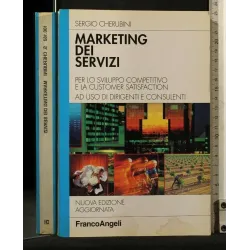 SERGIO CHERUBINI
MARKETING
DEI
SERVIZI
PER LO SVILUPPO COMPETITIVO
E LA CUSTOMER SATISFACTION
AD USO DI DIRIGENTI E CONSULENTI
NUOVA EDIZIONE
AGGIORNATA
FrancoAngeli